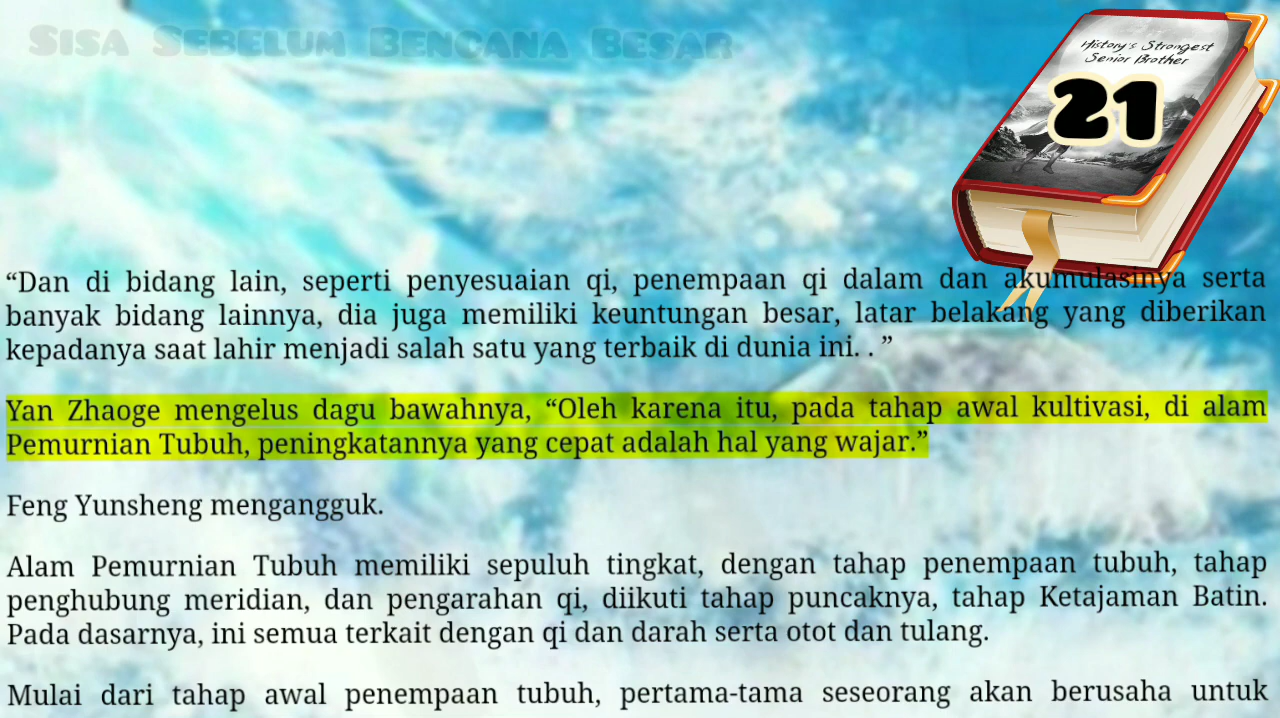 Sisa Sebelum Bencana Besar
History's Strongest
Senior Brother
21
“Dan di bidang lain, seperti penyesuaian qi, penempaan qi dalam dan akumulasinya serta
banyak bidang lainnya, dia juga memiliki keuntungan besar, latar belakang yang diberikan
kepadanya saat lahir menjadi salah satu yang terbaik di dunia ini. . ”
Yan Zhaoge mengelus dagu bawahnya, “Oleh karena itu, pada tahap awal kultivasi, di alam
Pemurnian Tubuh, peningkatannya yang cepat adalah hal yang wajar.”
Feng Yunsheng mengangguk.
Alam Pemurnian Tubuh memiliki sepuluh tingkat, dengan tahap penempaan tubuh, tahap
penghubung meridian, dan pengarahan qi, diikuti tahap puncaknya, tahap Ketajaman Batin.
Pada dasarnya, ini semua terkait dengan qi dan darah serta otot dan tulang.
Mulai dari tahap awal penempaan tubuh, pertama-tama seseorang akan berusaha untuk